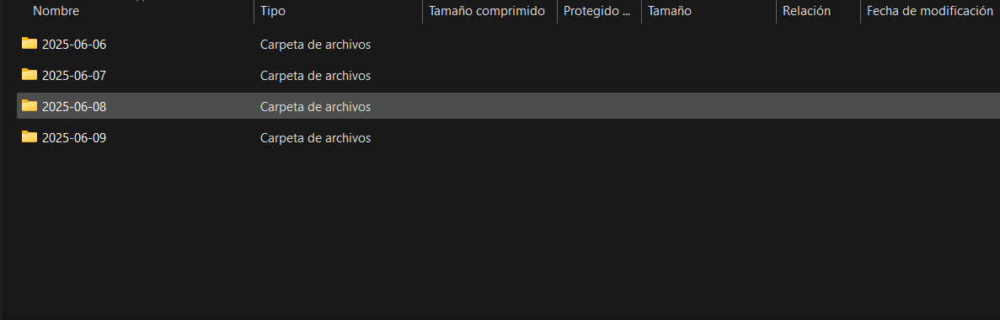 Nombre Tipo Tamaño comprimido Protegido ... Tamaño Relación Fecha de modificación
2025-06-06 Carpeta de archivos
2025-06-07 Carpeta de archivos
2025-06-08 Carpeta de archivos
2025-06-09 Carpeta de archivos